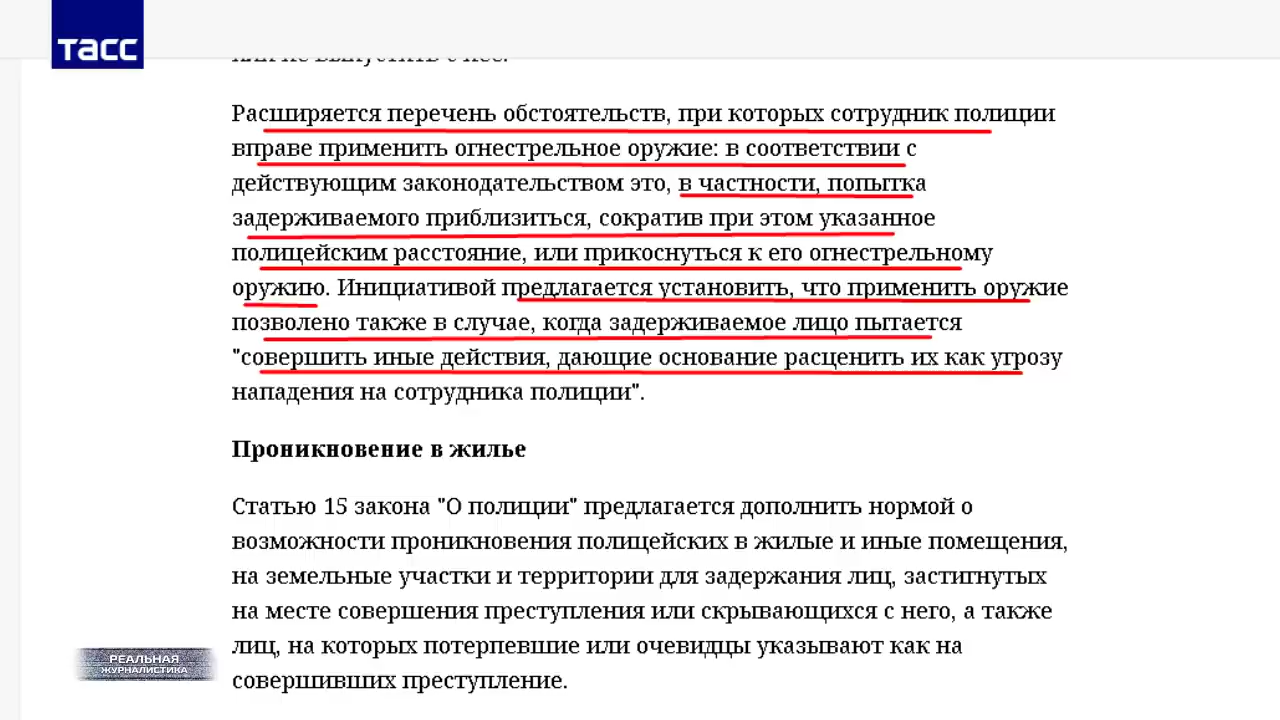 тасс
Расширяется перечень обстоятельств, при которых сотрудник полиции
вправе применить огнестрельное оружие: в соответствии с
действующим законодательством это, в частности, попытка
задерживаемого приблизиться, сократив при этом указанное
полицейским расстояние, или прикоснуться к его огнестрельному
оружию. Инициативой предлагается установить, что применить оружие
позволено также в случае, когда задерживаемое лицо пытается
"совершить иные действия, дающие основание расценить их как угрозу
нападения на сотрудника полиции".
Проникновение в жилье
Статью 15 закона "О полиции" предлагается дополнить нормой о
возможности проникновения полицейских в жилые и иные помещения,
на земельные участки и территории для задержания лиц, застигнутых
на месте совершения преступления или скрывающихся с него, а также
лиц, на которых потерпевшие или очевидцы указывают как на
совершивших преступление.
РЕАЛЬНАЯ
ЖУРНАЛИСТИКА